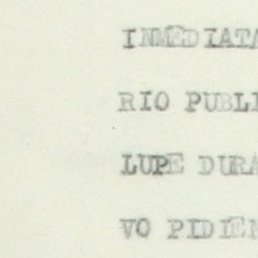 INMEDIATA
RIO PUBLI
LUPE DURA
VO PIDIEN